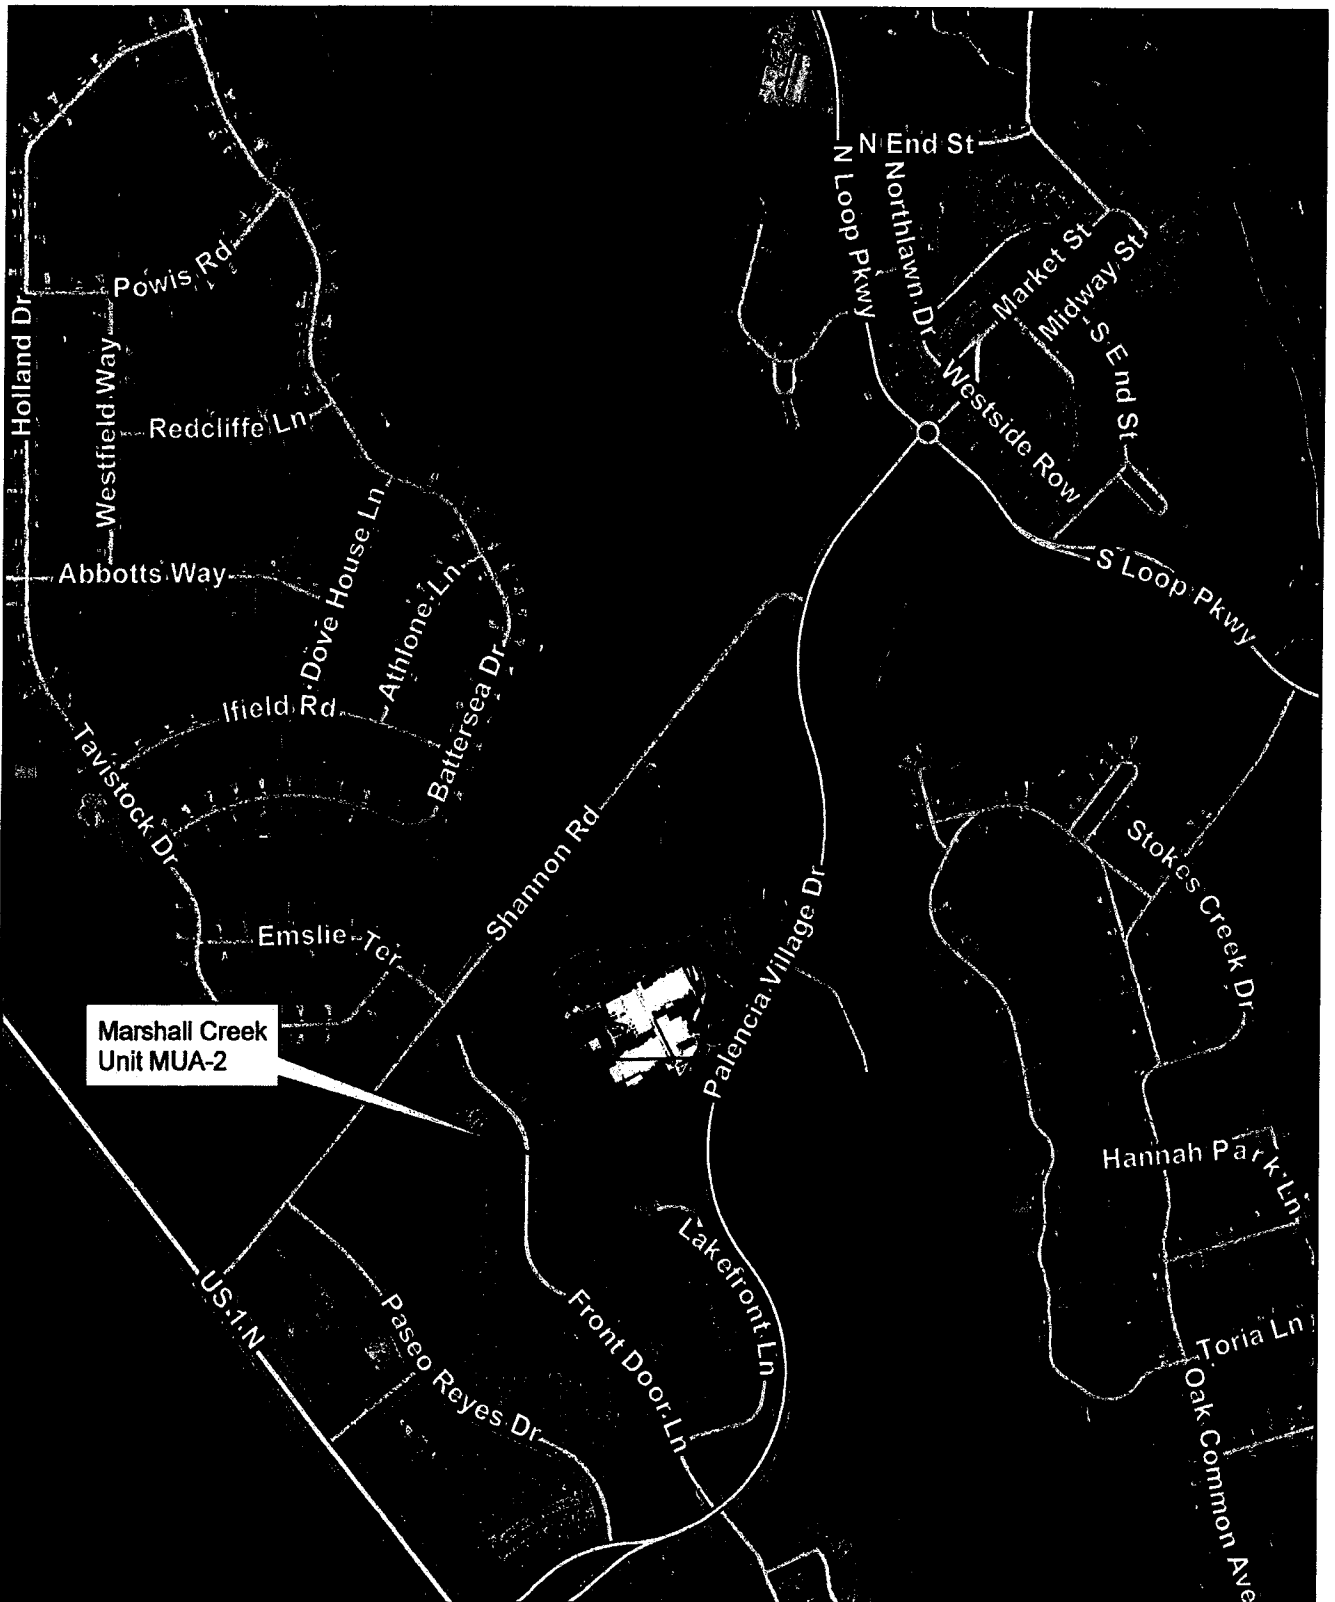 N End St
N Loop Pkwy
Northlawn Dr
Market St
Midway St
S End St
Powis Rd
Holland Dr
Westfield Way
Redcliffe Ln
Westside Row
Abbotts Way
Dove House Ln
Athlone Ln
S Loop Pkwy
Ifield Rd
Battersea Dr
Tavistock Dr
Shannon Rd
Stokes Creek Dr
Emslie Ter
Palencia Village Dr
Marshall Creek
Unit MUA-2
Hannah Park Ln
Lakefront Ln
US 1 N
Paseo Reyes Dr
Front Door Ln
Toria Ln
Oak Common Ave